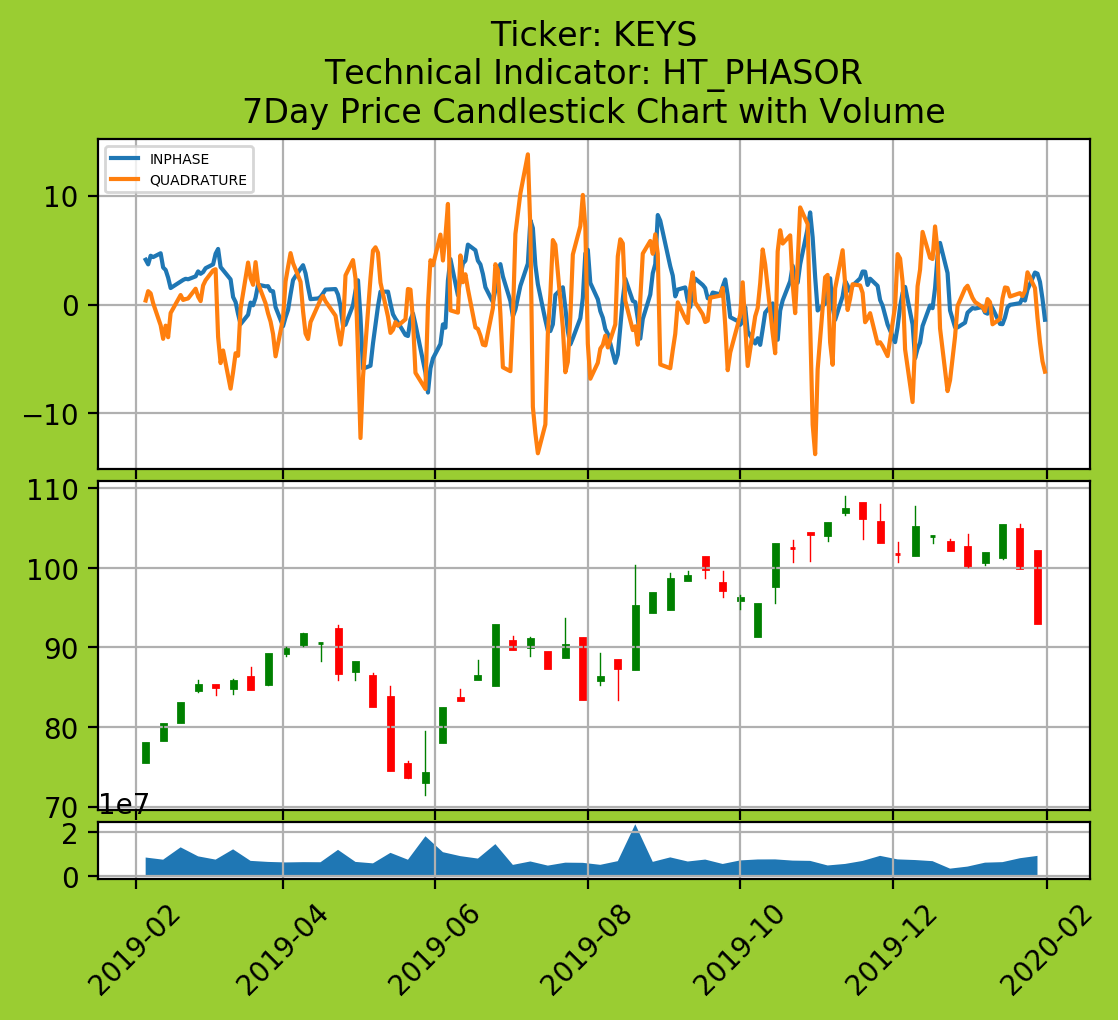 Ticker: KEYS
Technical Indicator: HT_PHASOR
7Day Price Candlestick Chart with Volume
INPHASE
QUADRATURE
10
0
−10
110
100
90
80
70
1e7
2
0
2019-02
2019-04
2019-06
2019-08
2019-10
2019-12
2020-02